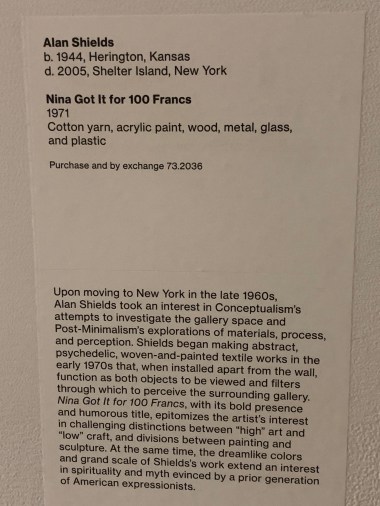 Alan Shields
b. 1944, Herington, Kansas
d. 2005, Shelter Island, New York
Nina Got It for 100 Francs
1971
Cotton yarn, acrylic paint, wood, metal, glass,
and plastic
Purchase and by exchange 73.2036
Upon moving to New York in the late 1960s,
Alan Shields took an interest in Conceptualism's
attempts to investigate the gallery space and
Post-Minimalism's explorations of materials, process,
and perception. Shields began making abstract,
psychedelic, woven-and-painted textile works in the
early 1970s that, when installed apart from the wall,
function as both objects to be viewed and filters
through which to perceive the surrounding gallery.
Nina Got It for 100 Francs, with its bold presence
and humorous title, epitomizes the artist's interest
in challenging distinctions between "high" art and
"low" craft, and divisions between painting and
sculpture. At the same time, the dreamlike colors
and grand scale of Shields's work extend an interest
in spirituality and myth evinced by a prior generation
of American expressionists.